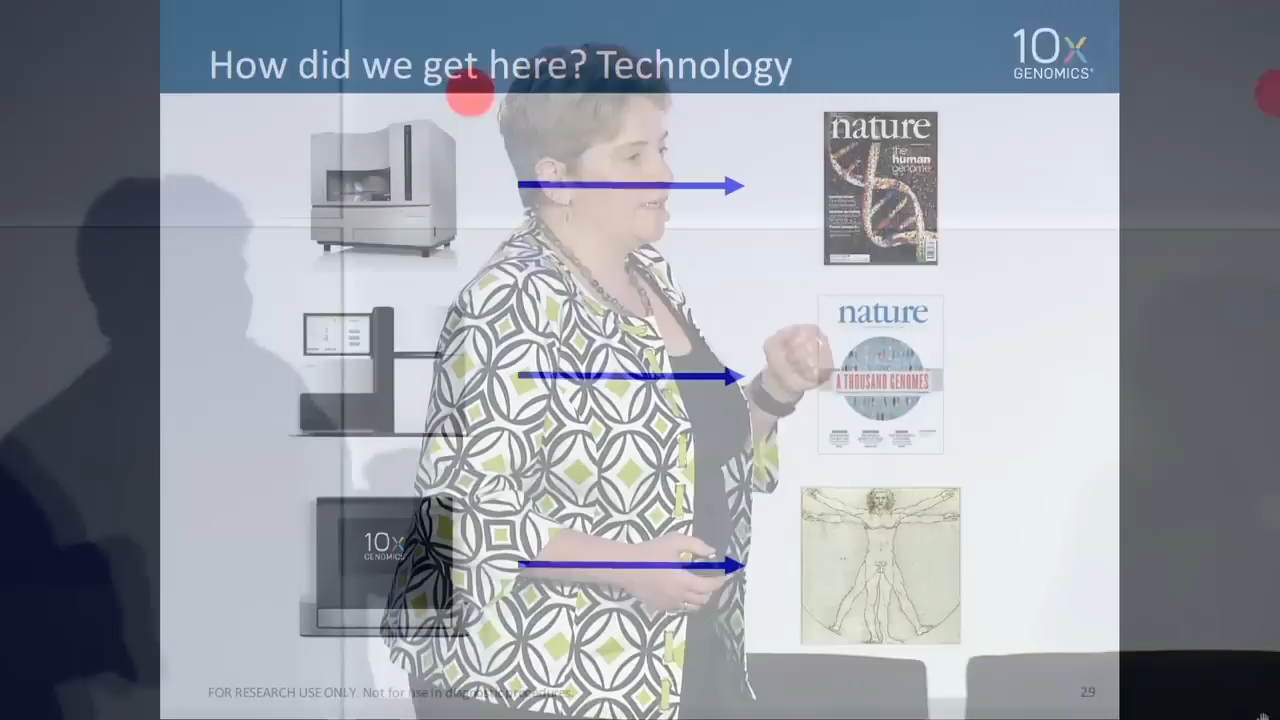 How did we get here? Technology
10x
GENOMICS
nature
the
human
genome
nature
A THOUSAND GENOMES
10x
GENOMICS
FOR RESEARCH USE ONLY. Not for use in diagnostic procedures.
29